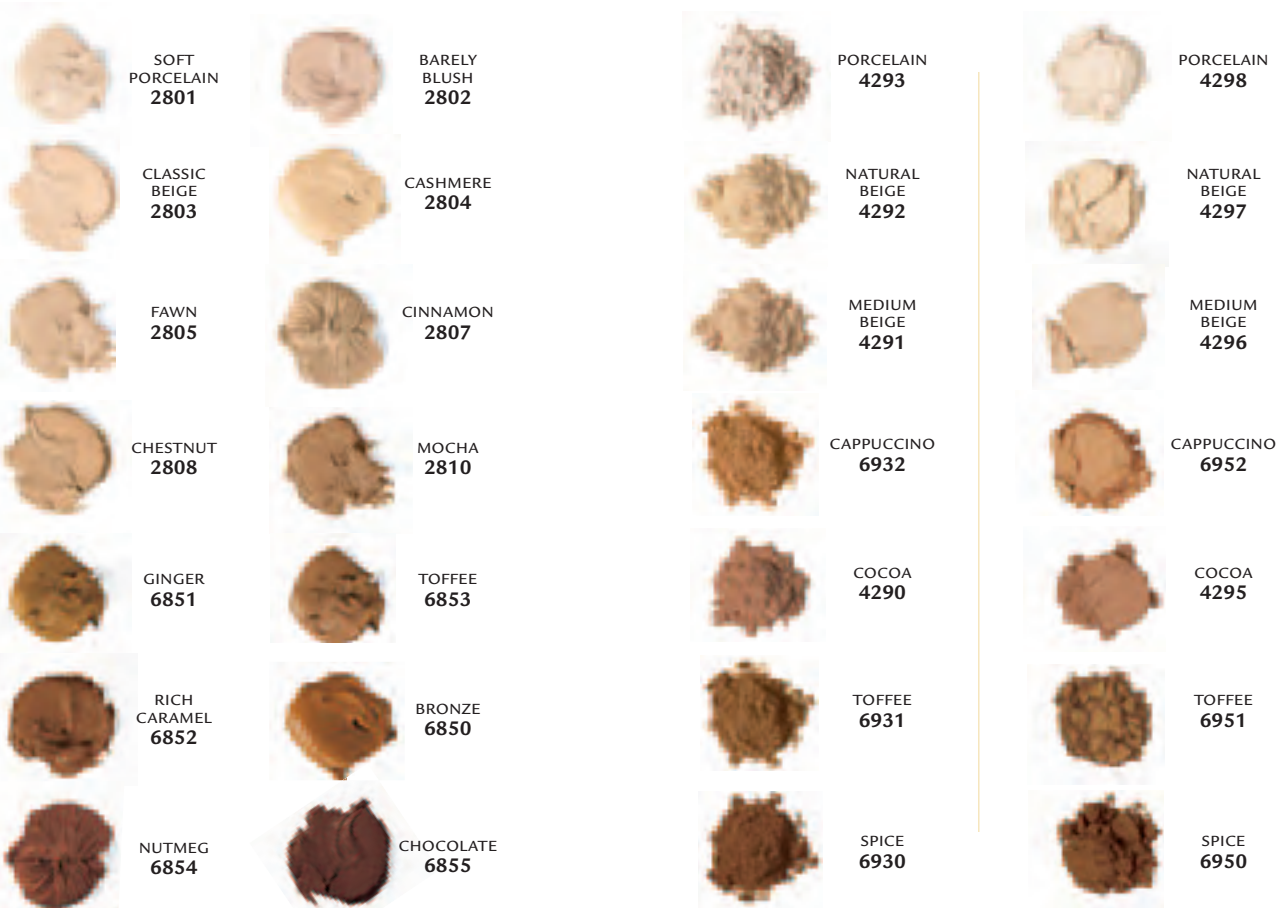 SOFT
PORCELAIN
2801
BARELY
BLUSH
2802
CLASSIC
BEIGE
2803
CASHMERE
2804
FAWN
2805
CINNAMON
2807
CHESTNUT
2808
MOCHA
2810
GINGER
6851
TOFFEE
6853
RICH
CARAMEL
6852
BRONZE
6850
NUTMEG
6854
CHOCOLATE
6855
PORCELAIN
4293
NATURAL
BEIGE
4292
MEDIUM
BEIGE
4291
CAPPUCCINO
6932
COCOA
4290
TOFFEE
6931
SPICE
6930
PORCELAIN
4298
NATURAL
BEIGE
4297
MEDIUM
BEIGE
4296
CAPPUCCINO
6952
COCOA
4295
TOFFEE
6951
SPICE
6950